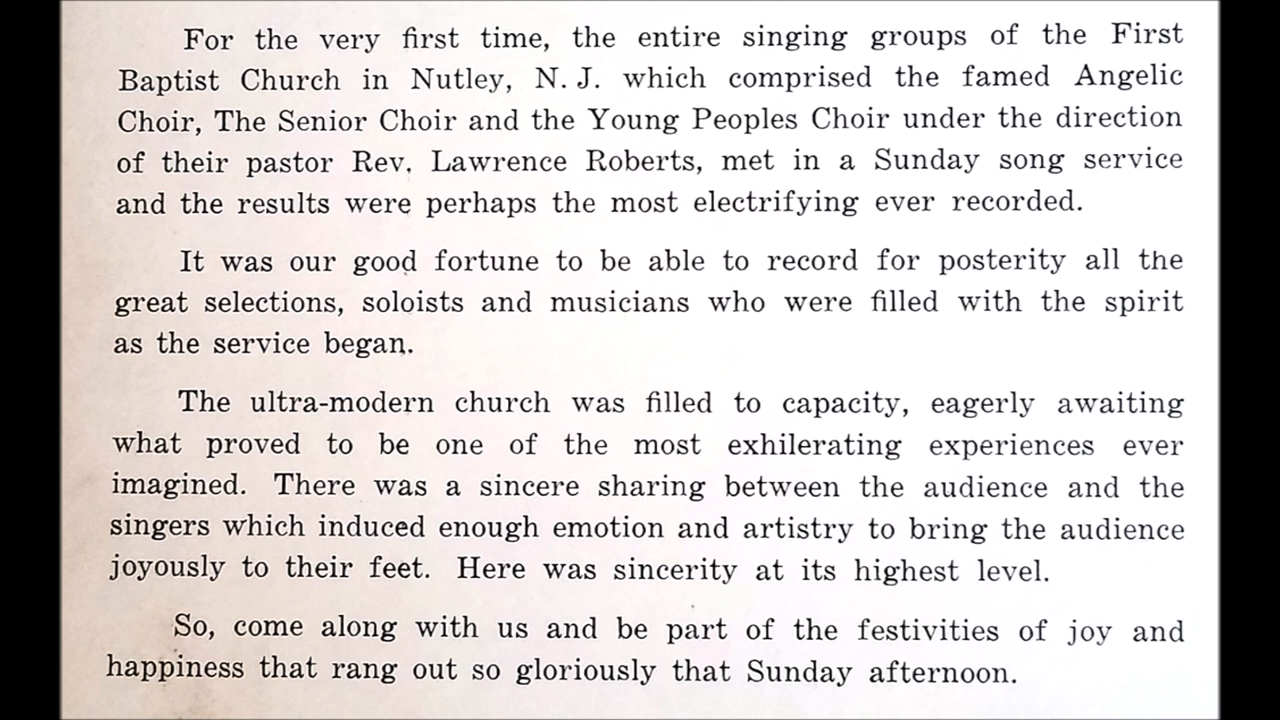 For the very first time, the entire singing groups of the First
Baptist Church in Nutley, N. J. which comprised the famed Angelic
Choir, The Senior Choir and the Young Peoples Choir under the direction
of their pastor Rev. Lawrence Roberts, met in a Sunday song service
and the results were perhaps the most electrifying ever recorded.
It was our good fortune to be able to record for posterity all the
great selections, soloists and musicians who were filled with the spirit
as the service began.
The ultra-modern church was filled to capacity, eagerly awaiting
what proved to be one of the most exhilerating experiences ever
imagined. There was a sincere sharing between the audience and the
singers which induced enough emotion and artistry to bring the audience
joyously to their feet. Here was sincerity at its highest level.
So, come along with us and be part of the festivities of joy and
happiness that rang out so gloriously that Sunday afternoon.